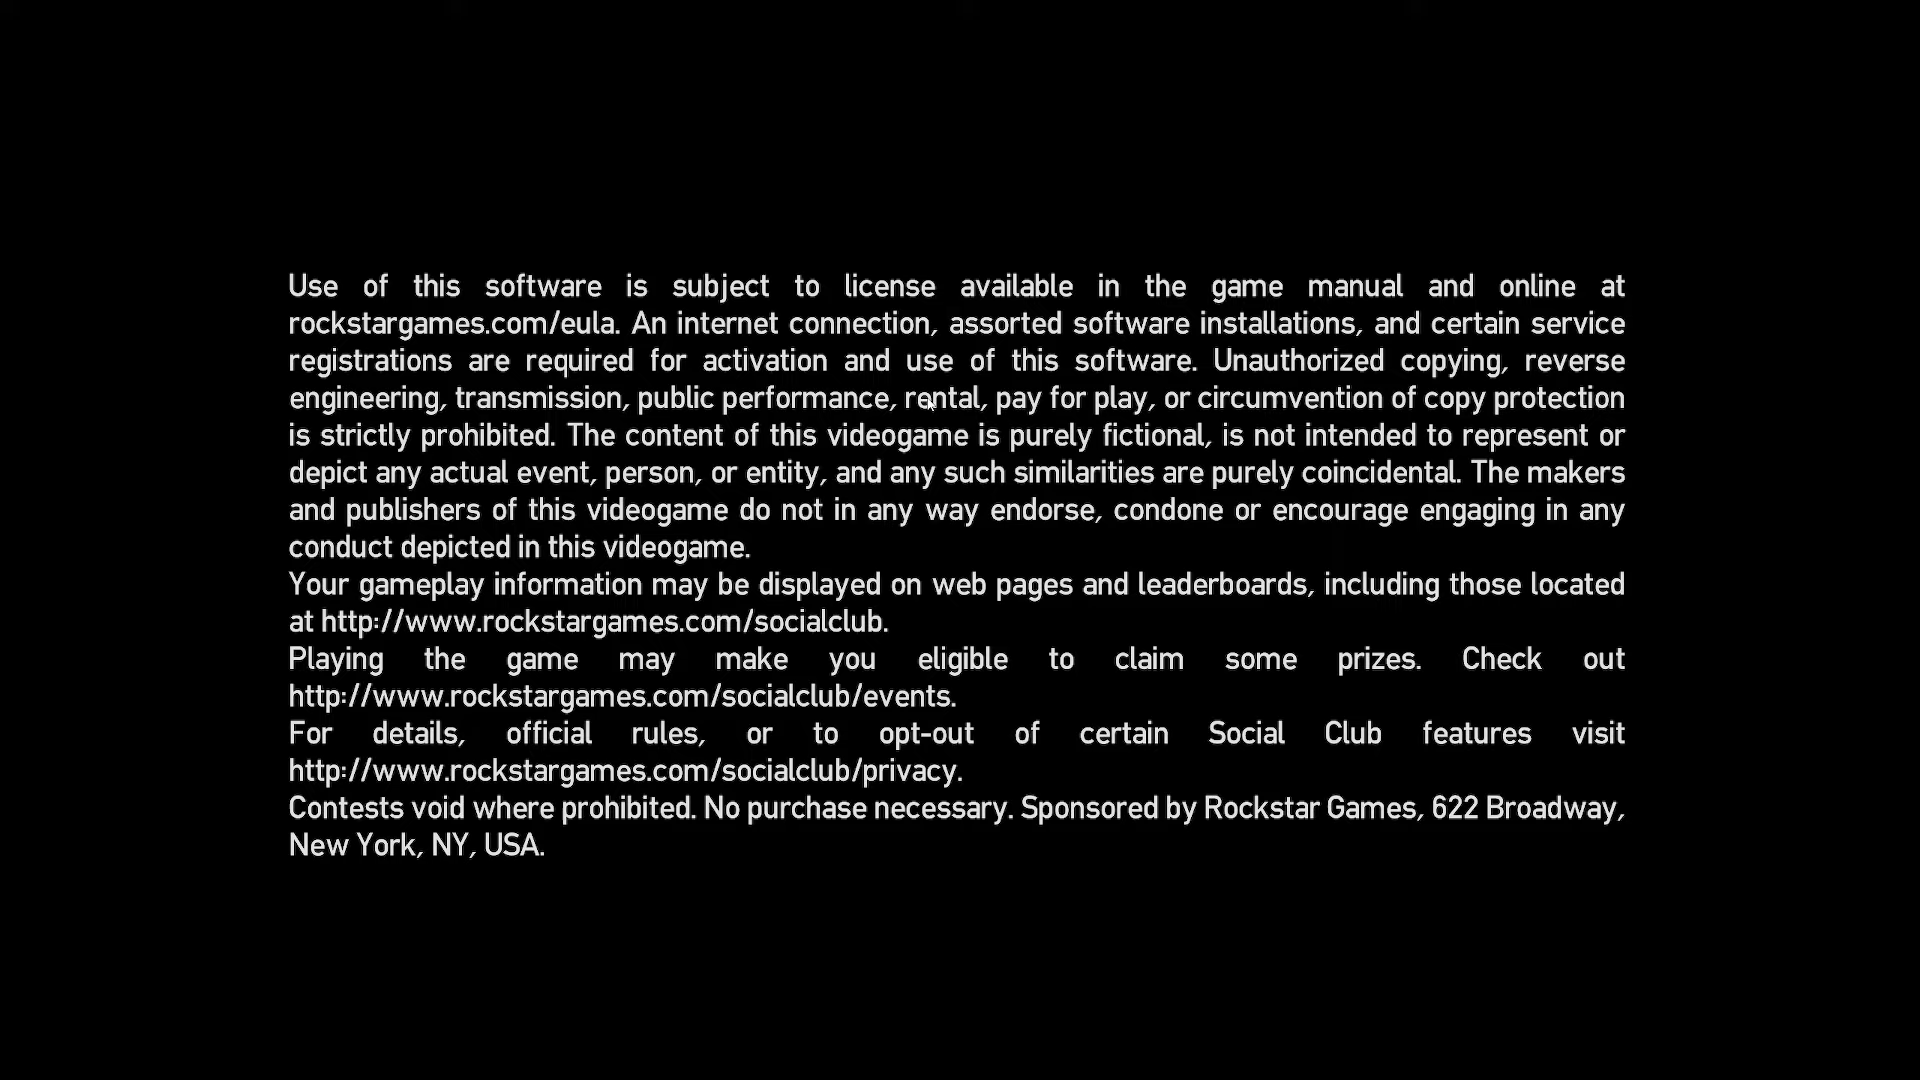 Use of this software is subject to license available in the game manual and online at
rockstargames.com/eula. An internet connection, assorted software installations, and certain service
registrations are required for activation and use of this software. Unauthorized copying, reverse
engineering, transmission, public performance, rental, pay for play, or circumvention of copy protection
is strictly prohibited. The content of this videogame is purely fictional, is not intended to represent or
depict any actual event, person, or entity, and any such similarities are purely coincidental. The makers
and publishers of this videogame do not in any way endorse, condone or encourage engaging in any
conduct depicted in this videogame.
Your gameplay information may be displayed on web pages and leaderboards, including those located
at http://www.rockstargames.com/socialclub.
Playing the game may make you eligible to claim some prizes. Check out
http://www.rockstargames.com/socialclub/events.
For details, official rules, or to opt-out of certain Social Club features visit
http://www.rockstargames.com/socialclub/privacy.
Contests void where prohibited. No purchase necessary. Sponsored by Rockstar Games, 622 Broadway,
New York, NY, USA.